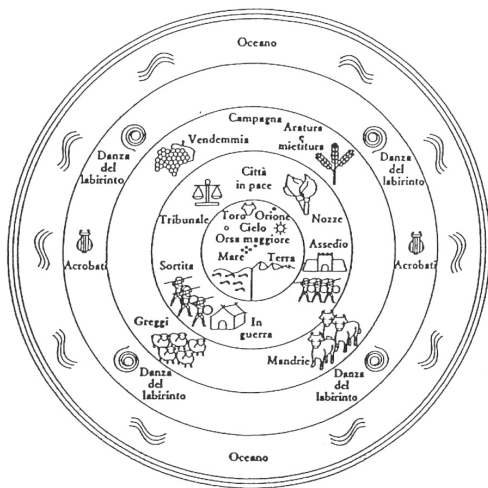 Oceano
Campagna
Vendemmia
Aratura
e
mietitura
Danza
del
labirinto
Danza
del
labirinto
Città
in pace
Tribunale
Toro
Orione
Nozze
Cielo
Orsa maggiore
Mare
Terra
Assedio
Acrobati
Acrobati
Sortita
Greggi
In
guerra
Mandrie
Danza
del
labirinto
Danza
del
labirinto
Oceano